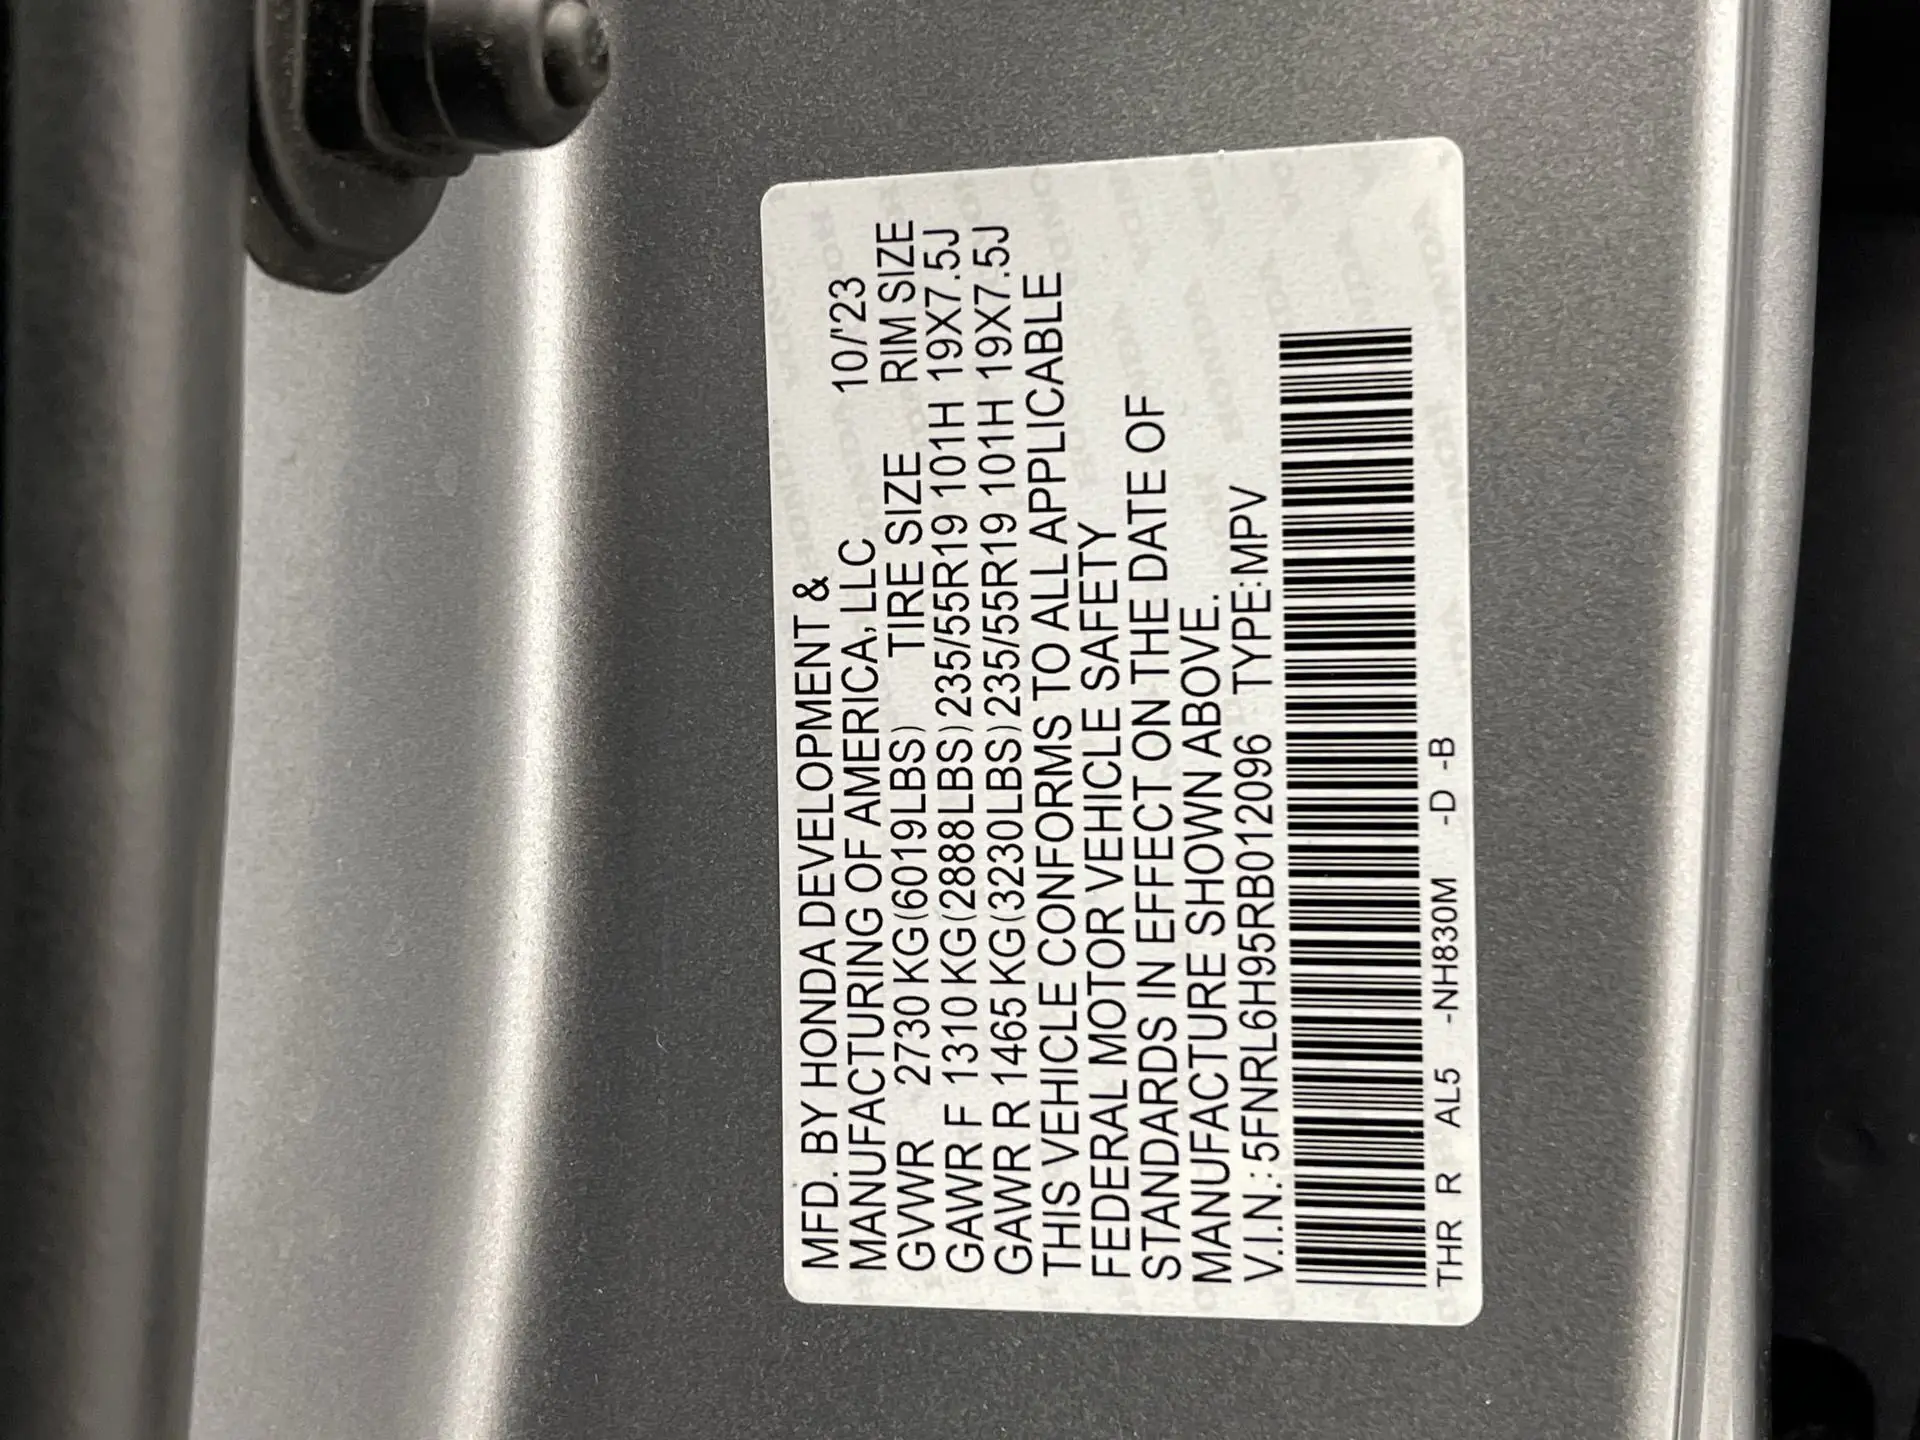 MFD. BY HONDA DEVELOPMENT &
MANUFACTURING OF AMERICA, LLC 10/'23
GVWR 2730 KG(6019LBS) TIRE SIZE RIM SIZE
GAWR F 1310 KG(2888LBS)235/55R19 101H 19X7.5J
GAWR R 1465 KG(3230LBS)235/55R19 101H 19X7.5J
THIS VEHICLE CONFORMS TO ALL APPLICABLE
FEDERAL MOTOR VEHICLE SAFETY
STANDARDS IN EFFECT ON THE DATE OF
MANUFACTURE SHOWN ABOVE.
V.I.N.:5FNRL6H95RB012096 TYPE:MPV
THR R AL5 -NH830M -D -B